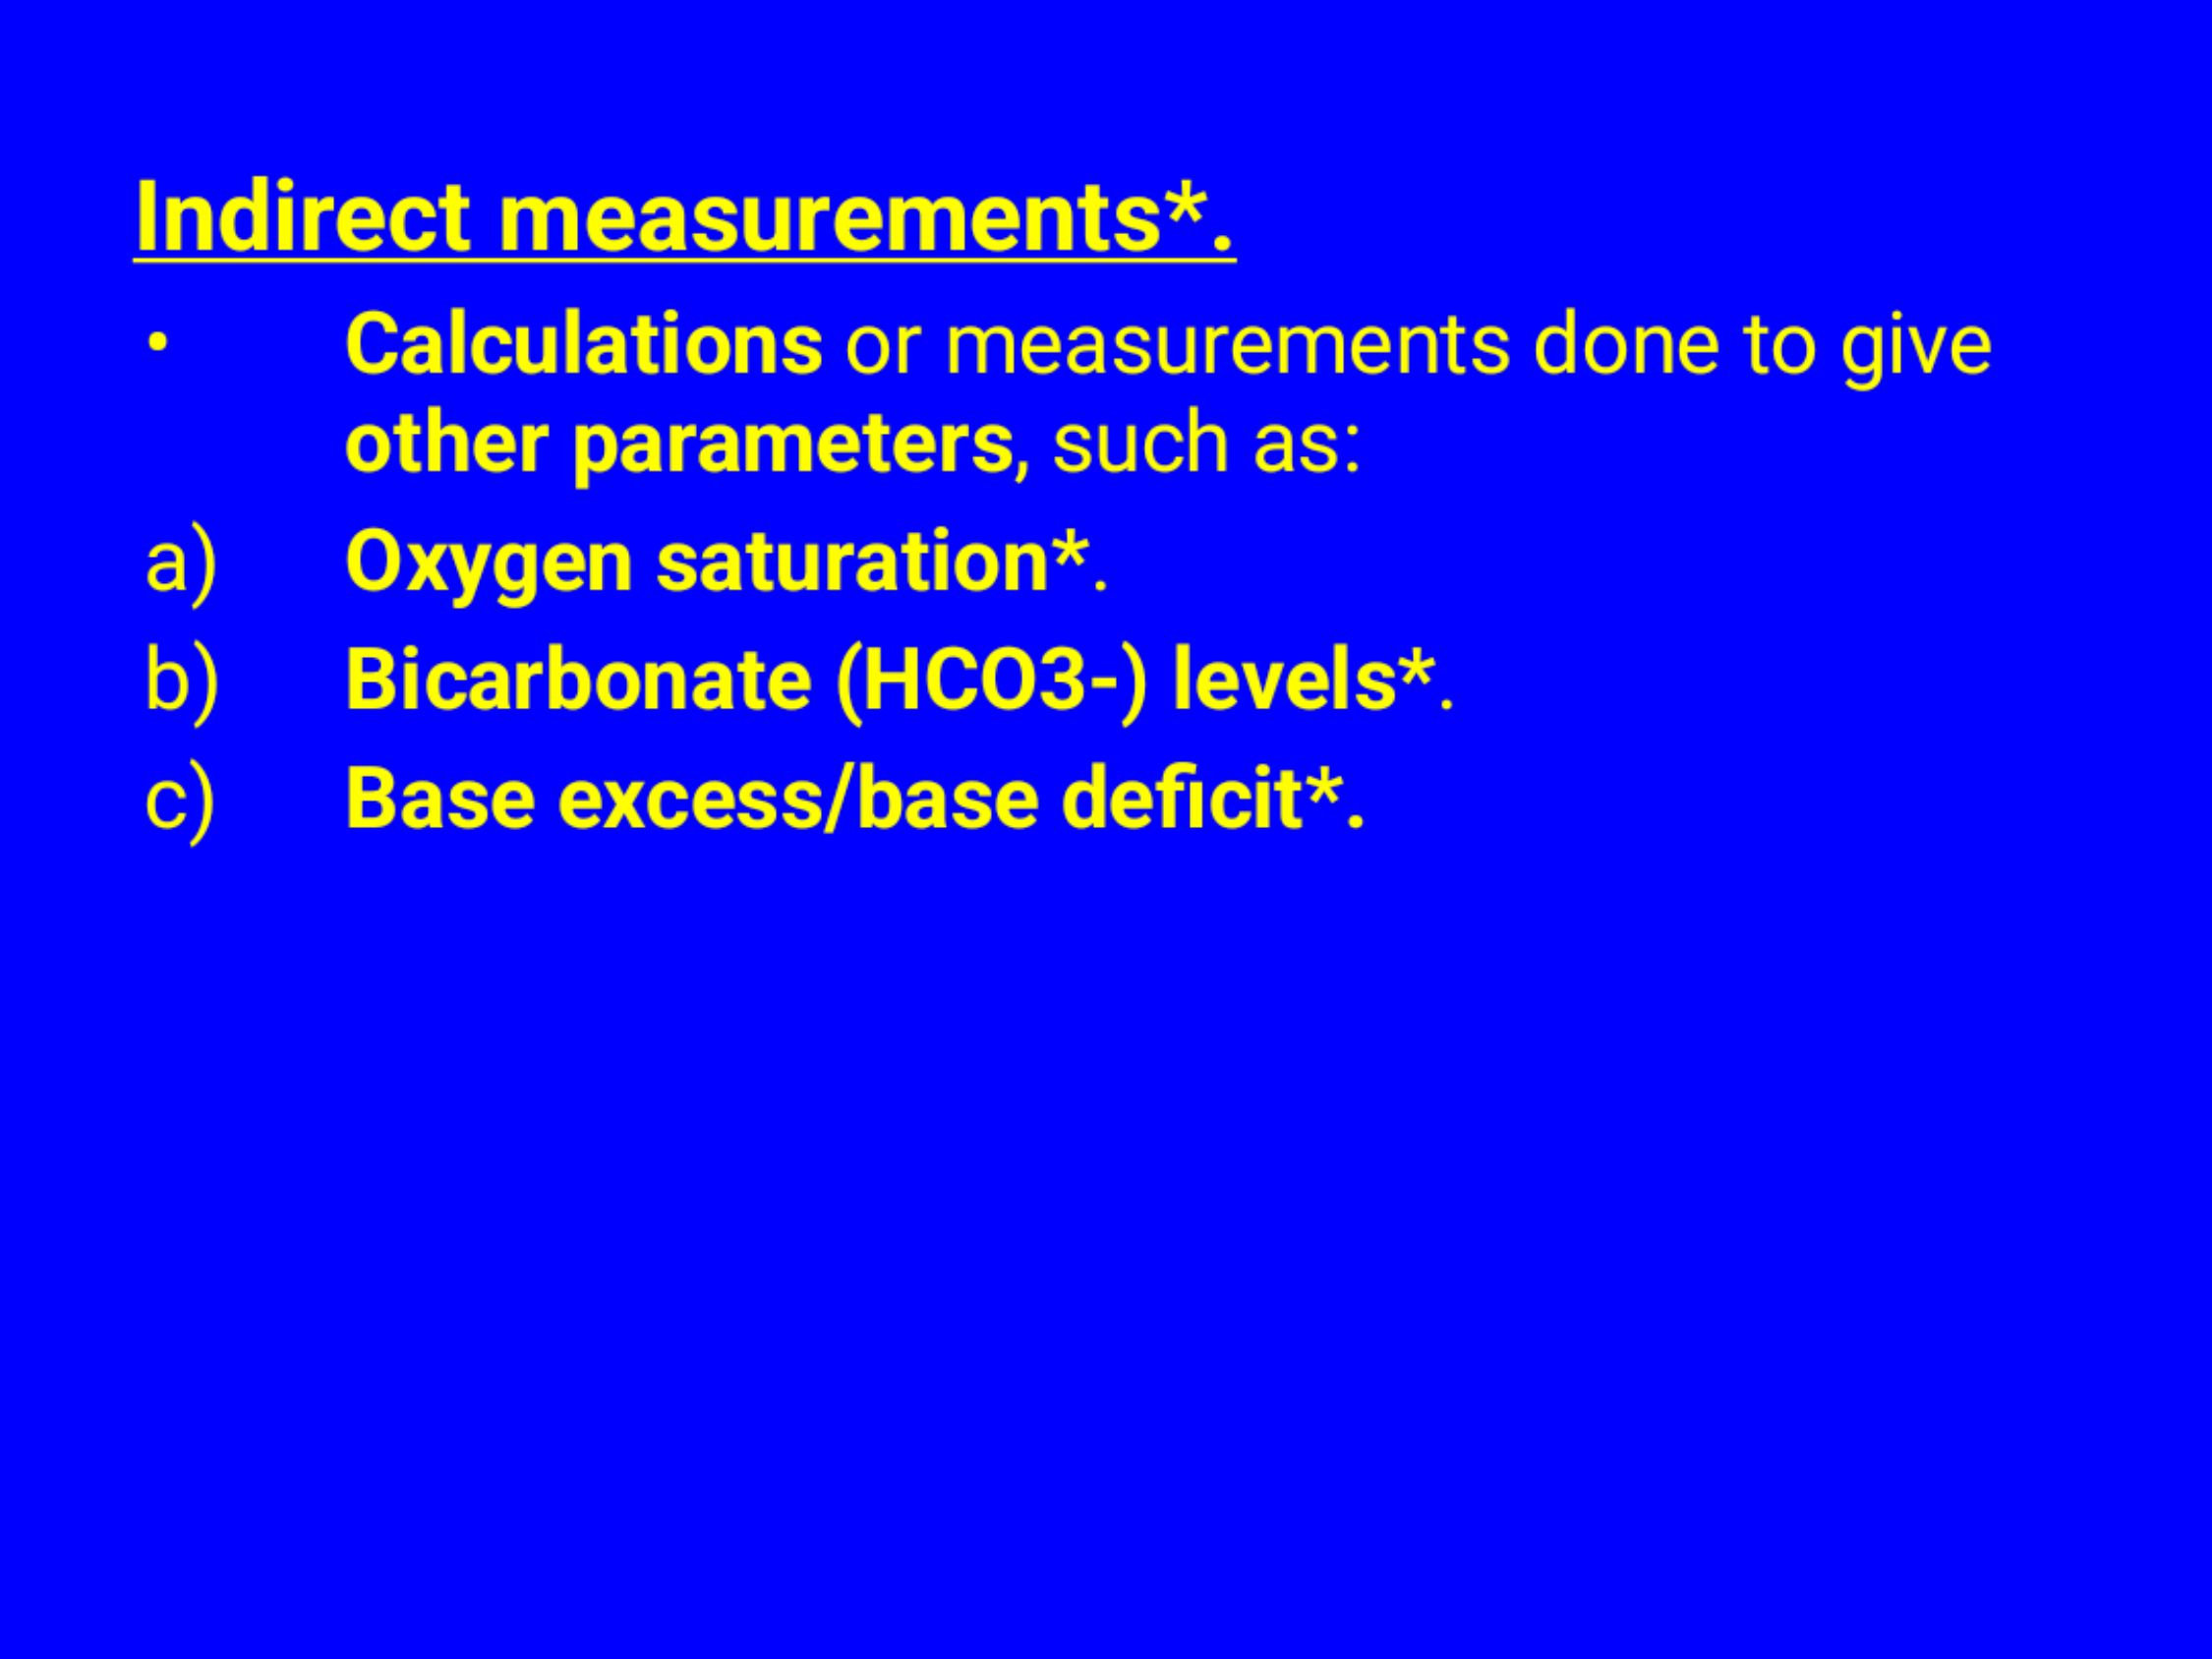 Indirect measurements*.
• Calculations or measurements done to give
other parameters, such as:
a) Oxygen saturation*.
b) Bicarbonate (HCO3-) levels*.
c) Base excess/base deficit*.